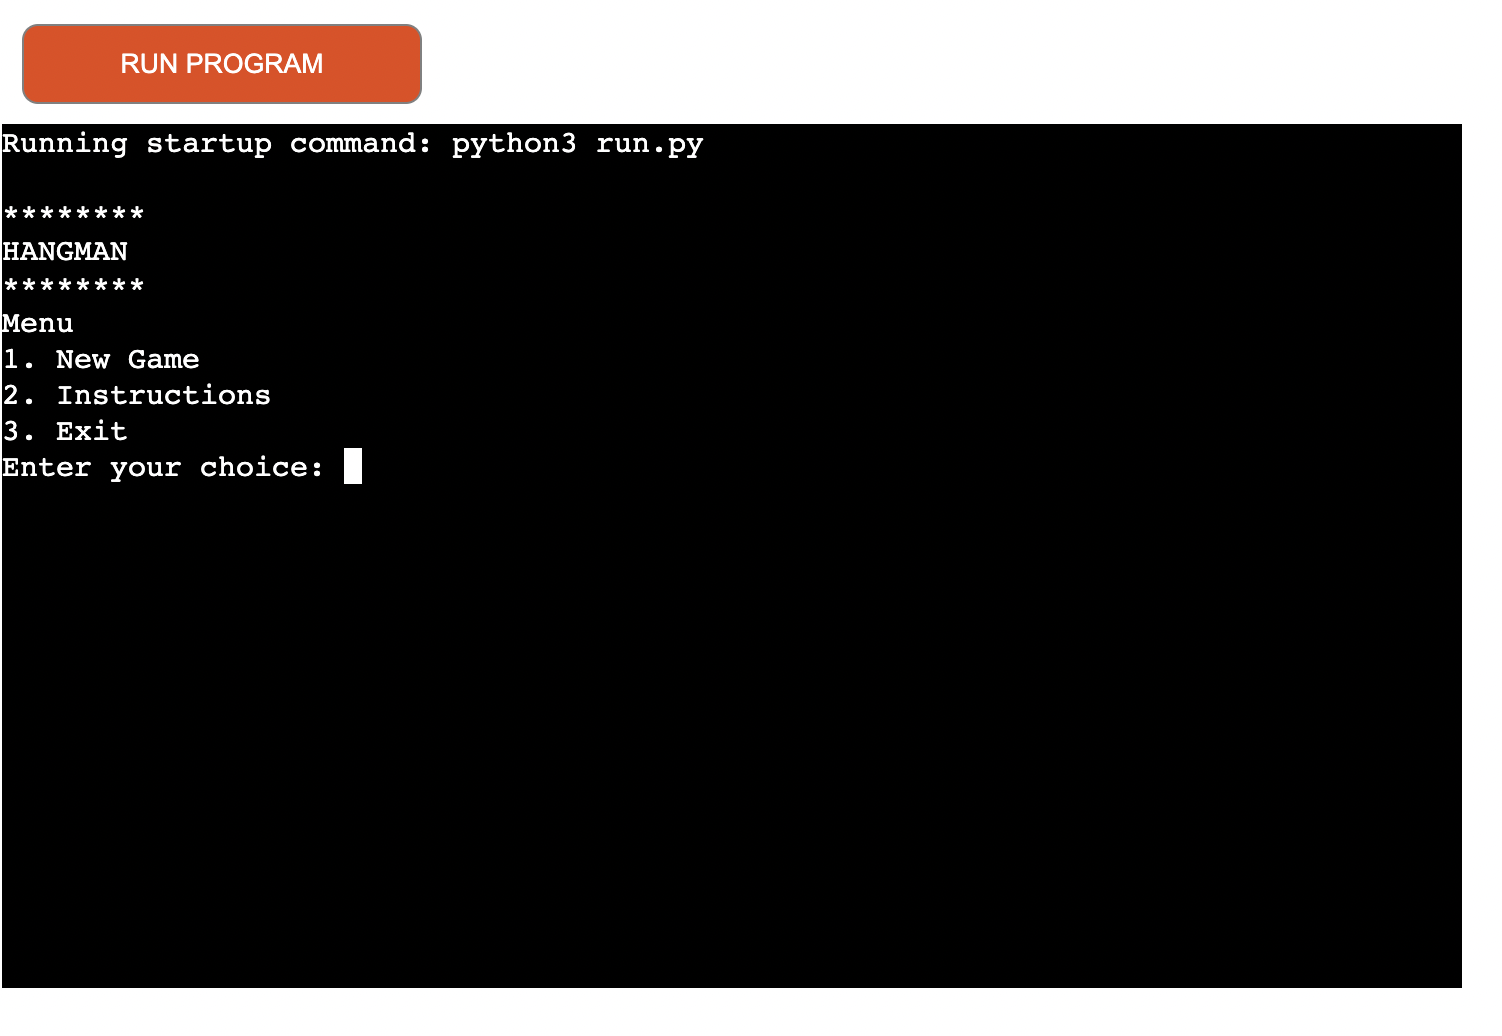 RUN PROGRAM
Running startup command: python3 run.py
********
HANGMAN
********
Menu
1. New Game
2. Instructions
3. Exit
Enter your choice: